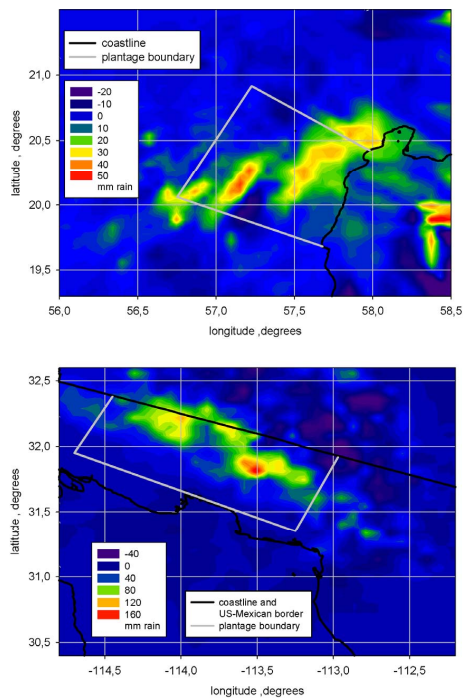 coastline
plantage boundary
21,0
20,5
20,0
19,5
latitude , degrees
-20
-10
0
10
20
30
40
50
mm rain
56,0 56,5 57,0 57,5 58,0 58,5
longitude ,degrees
32,5
32,0
31,5
31,0
30,5
latitude , degrees
-40
0
40
80
120
160
mm rain
coastline and
US-Mexican border
plantage boundary
-114,5 -114,0 -113,5 -113,0 -112,5
longitude ,degrees